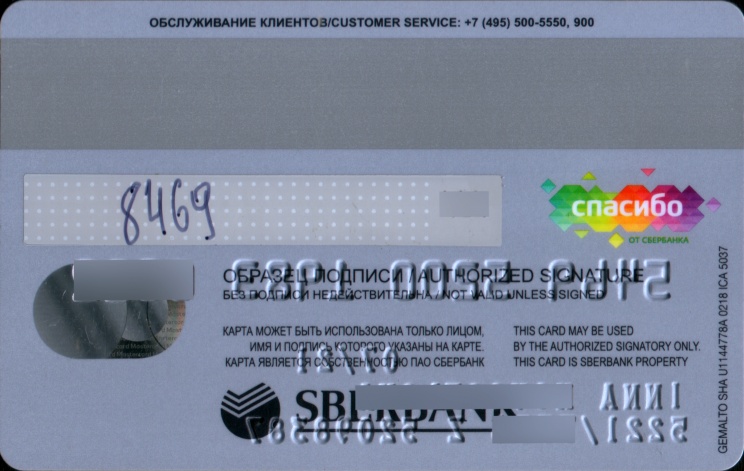 ОБСЛУЖИВАНИЕ КЛИЕНТОВ/CUSTOMER SERVICE: +7 (495) 500-5550, 900
8469
спасибо
ОТ СБЕРБАНКА
ОБРАЗЕЦ ПОДПИСИ / AUTHORIZED SIGNATURE
БЕЗ ПОДПИСИ НЕДЕЙСТВИТЕЛЬНА / NOT VALID UNLESS SIGNED
КАРТА МОЖЕТ БЫТЬ ИСПОЛЬЗОВАНА ТОЛЬКО ЛИЦОМ,
ИМЯ И ПОДПИСЬ КОТОРОГО УКАЗАНЫ НА КАРТЕ.
КАРТА ЯВЛЯЕТСЯ СОБСТВЕННОСТЬЮ ПАО СБЕРБАНК
THIS CARD MAY BE USED
BY THE AUTHORIZED SIGNATORY ONLY.
THIS CARD IS SBERBANK PROPERTY
SBERBANK
INNA
GEMALTO SHA U1144778A 0218 ICA 5037